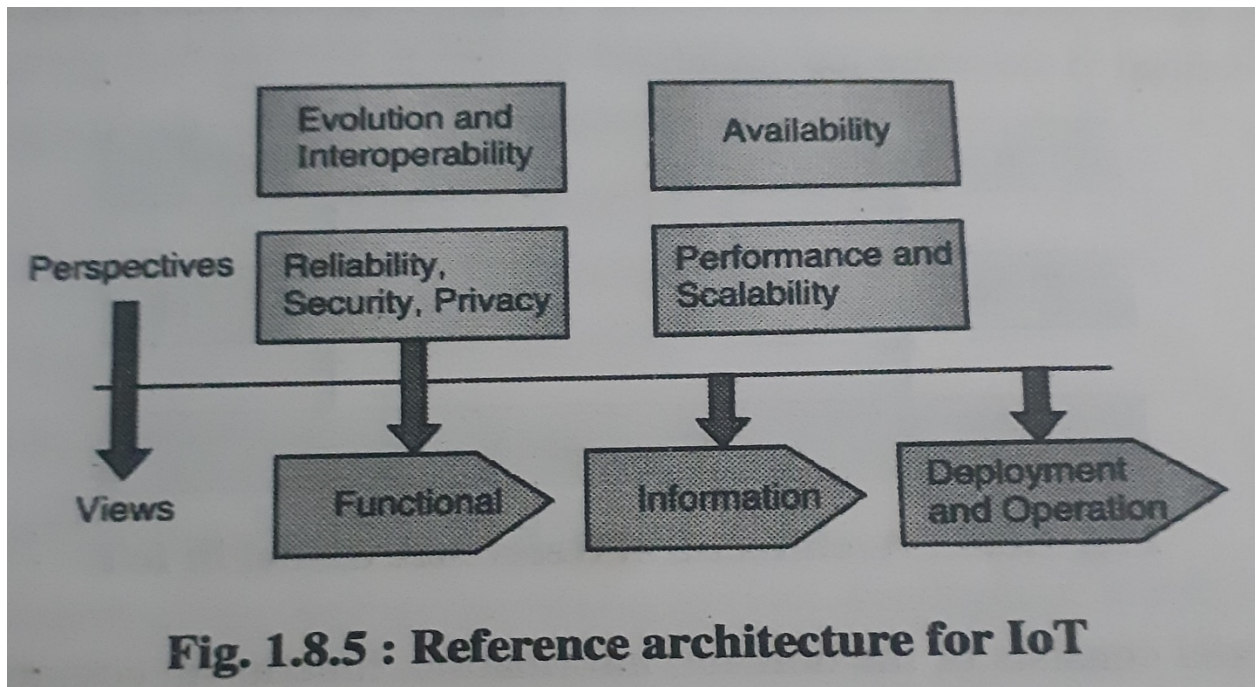 Evolution and
Interoperability
Availability
Perspectives
Reliability,
Security, Privacy
Performance and
Scalability
Views
Functional
Information
Deployment
and Operation
Fig. 1.8.5 : Reference architecture for IoT